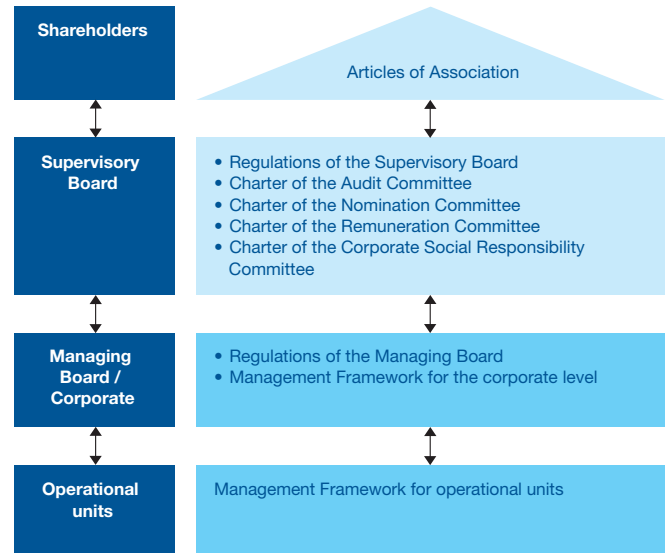 Shareholders
Articles of Association
Supervisory
Board
• Regulations of the Supervisory Board
• Charter of the Audit Committee
• Charter of the Nomination Committee
• Charter of the Remuneration Committee
• Charter of the Corporate Social Responsibility
Committee
Managing
Board /
Corporate
• Regulations of the Managing Board
• Management Framework for the corporate level
Operational
units
Management Framework for operational units